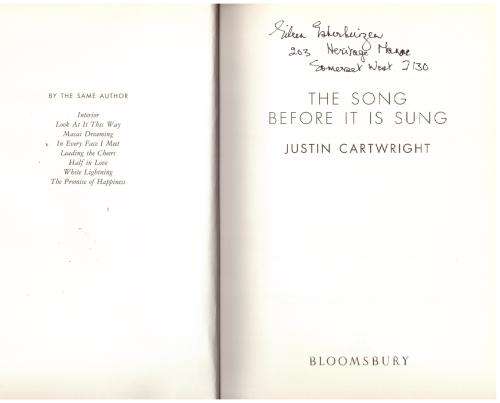 BY THE SAME AUTHOR
Interior
Look At It This Way
Masai Dreaming
In Every Face I Meet
Leading the Cheers
Half in Love
White Lightning
The Promise of Happiness
Eileen Esterhuizen
203 Heritage Manor
Somerset West 7130
THE SONG
BEFORE IT IS SUNG
JUSTIN CARTWRIGHT
BLOOMSBURY